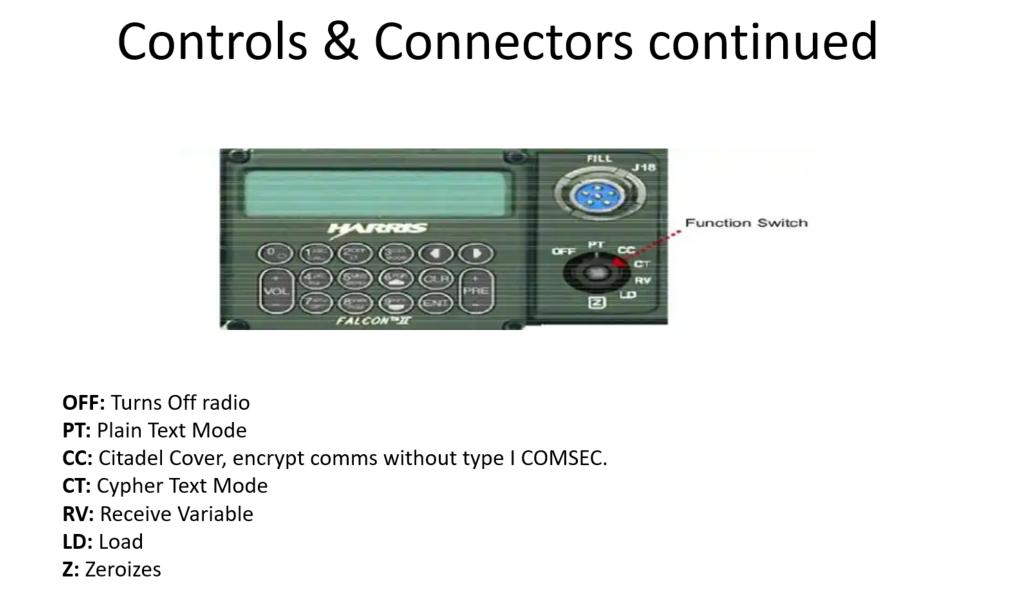 Controls & Connectors continued
FILL
J18
Function Switch
HARRIS
OFF PT CC
CT
RV
LD
Z
0 1 2 3
4 5 6 CLR
VOL PRE
7 8 9 ENT
FALCON™ II
OFF: Turns Off radio
PT: Plain Text Mode
CC: Citadel Cover, encrypt comms without type I COMSEC.
CT: Cypher Text Mode
RV: Receive Variable
LD: Load
Z: Zeroizes